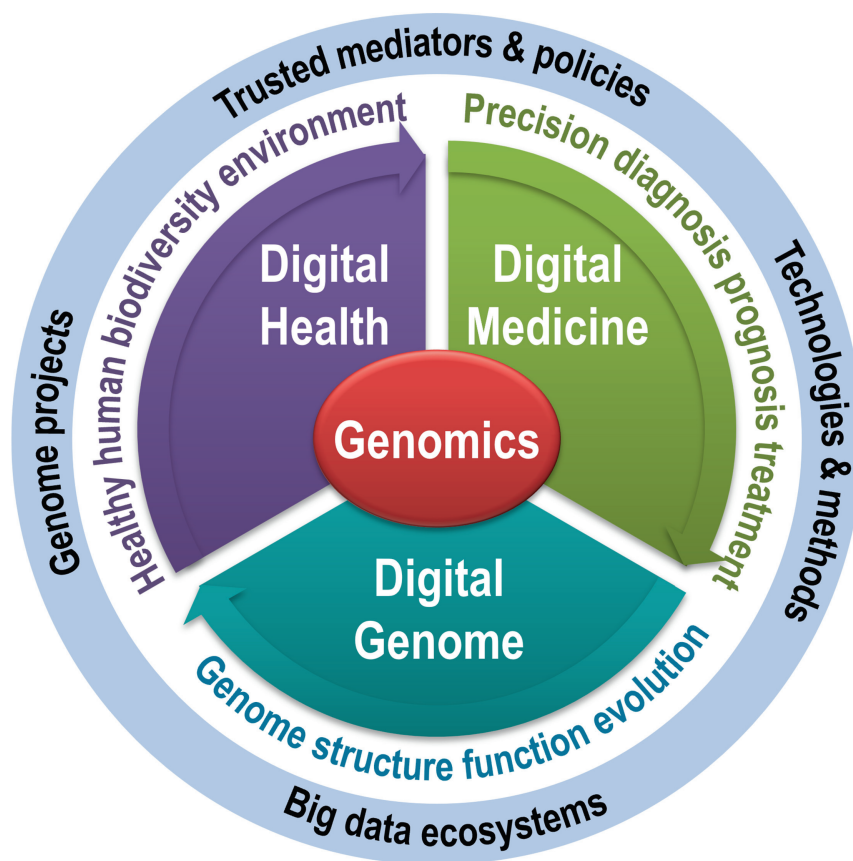 Trusted mediators & policies
Technologies & methods
Big data ecosystems
Genome projects
Healthy human biodiversity environment
Precision diagnosis prognosis treatment
Genome structure function evolution
Digital
Health
Digital
Medicine
Genomics
Digital
Genome